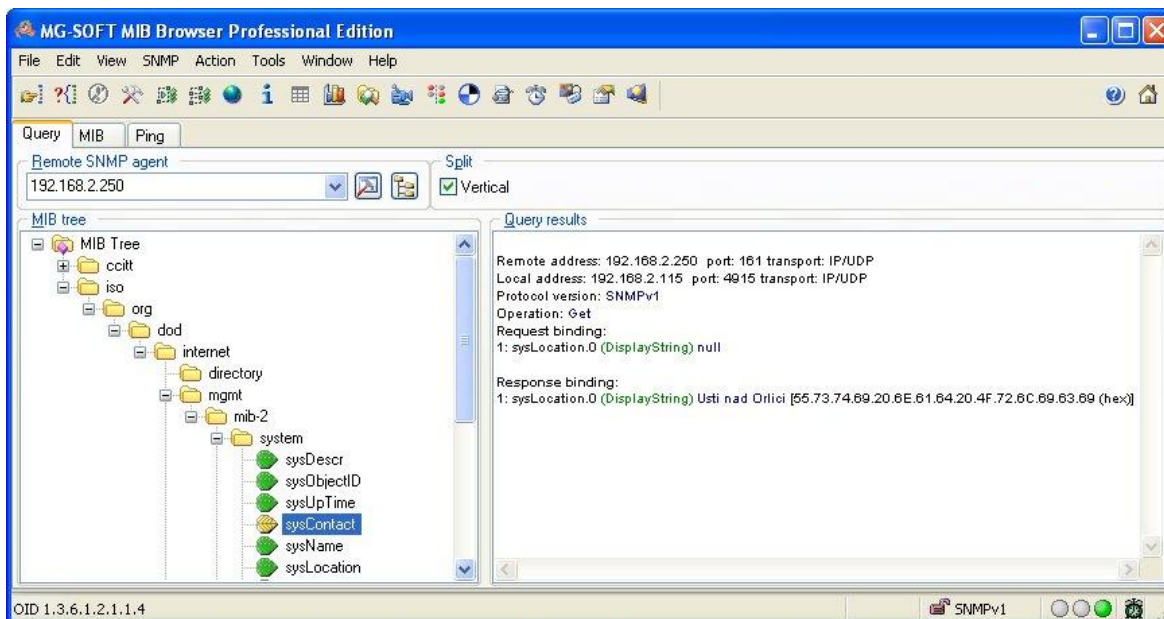 MG-SOFT MIB Browser Professional Edition
File Edit View SNMP Action Tools Window Help
Query MIB Ping
Remote SNMP agent
192.168.2.250
Split
Vertical
MIB tree
MIB Tree
ccitt
iso
org
dod
internet
directory
mgmt
mib-2
system
sysDescr
sysObjectID
sysUpTime
sysContact
sysName
sysLocation
Query results
Remote address: 192.168.2.250 port: 161 transport: IP/UDP
Local address: 192.168.2.115 port: 4915 transport: IP/UDP
Protocol version: SNMPv1
Operation: Get
Request binding:
1: sysLocation.0 (DisplayString) null
Response binding:
1: sysLocation.0 (DisplayString) Usti nad Orlici [55.73.74.69.20.6E.61.64.20.4F.72.6C.69.63.69 (hex)]
OID 1.3.6.1.2.1.1.4
SNMPv1